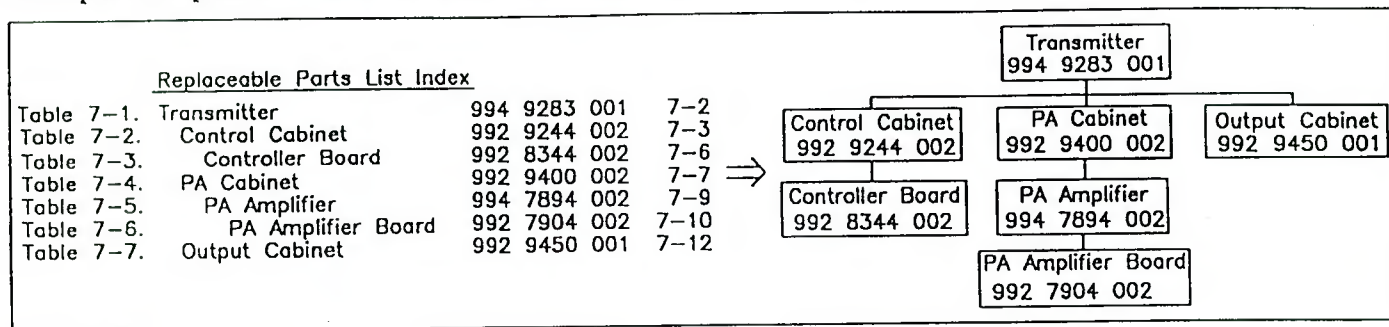 Replaceable Parts List Index
Table 7-1. Transmitter 994 9283 001 7-2
Table 7-2. Control Cabinet 992 9244 002 7-3
Table 7-3. Controller Board 992 8344 002 7-6
Table 7-4. PA Cabinet 992 9400 002 7-7
Table 7-5. PA Amplifier 994 7894 002 7-9
Table 7-6. PA Amplifier Board 992 7904 002 7-10
Table 7-7. Output Cabinet 992 9450 001 7-12
Transmitter
994 9283 001
Control Cabinet
992 9244 002
PA Cabinet
992 9400 002
Output Cabinet
992 9450 001
Controller Board
992 8344 002
PA Amplifier
994 7894 002
PA Amplifier Board
992 7904 002